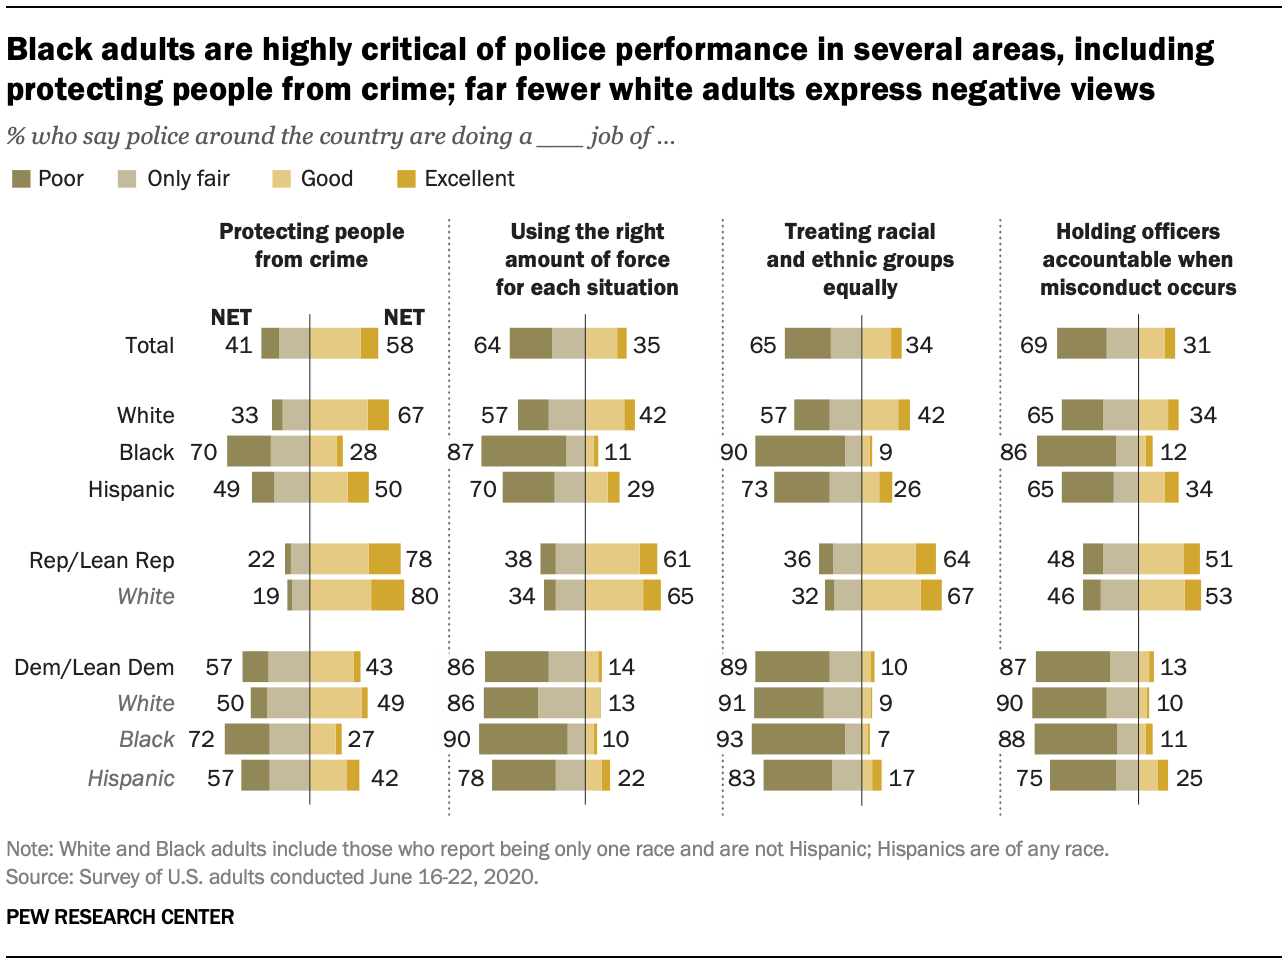 Black adults are highly critical of police performance in several areas, including
protecting people from crime; far fewer white adults express negative views
% who say police around the country are doing a ____ job of ...
Poor Only fair Good Excellent
Protecting people
from crime
Using the right
amount of force
for each situation
Treating racial
and ethnic groups
equally
Holding officers
accountable when
misconduct occurs
NET NET
Total 41 58 64 35 65 34 69 31
White 33 67 57 42 57 42 65 34
Black 70 28 87 11 90 9 86 12
Hispanic 49 50 70 29 73 26 65 34
Rep/Lean Rep 22 78 38 61 36 64 48 51
White 19 80 34 65 32 67 46 53
Dem/Lean Dem 57 43 86 14 89 10 87 13
White 50 49 86 13 91 9 90 10
Black 72 27 90 10 93 7 88 11
Hispanic 57 42 78 22 83 17 75 25
Note: White and Black adults include those who report being only one race and are not Hispanic; Hispanics are of any race.
Source: Survey of U.S. adults conducted June 16-22, 2020.
PEW RESEARCH CENTER